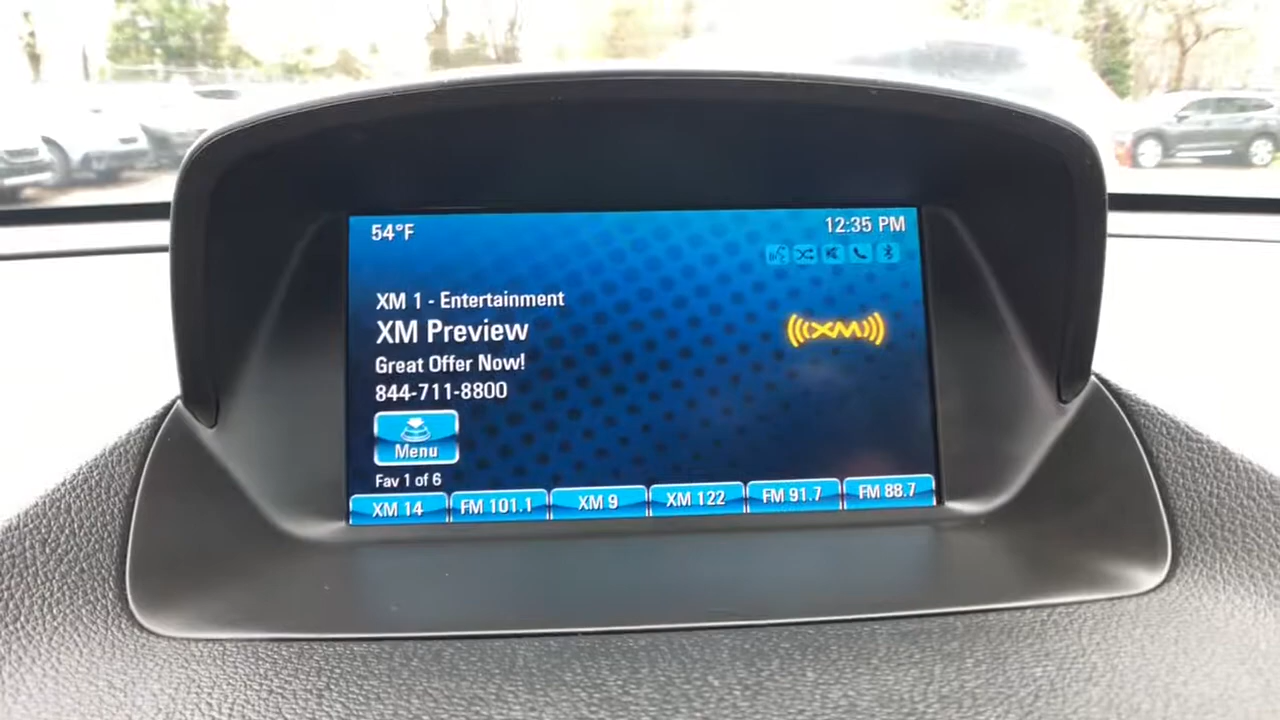 54°F
12:35 PM
XM 1 - Entertainment
XM Preview
Great Offer Now!
844-711-8800
((XM))
Menu
Fav 1 of 6
XM 14
FM 101.1
XM 9
XM 122
FM 91.7
FM 88.7